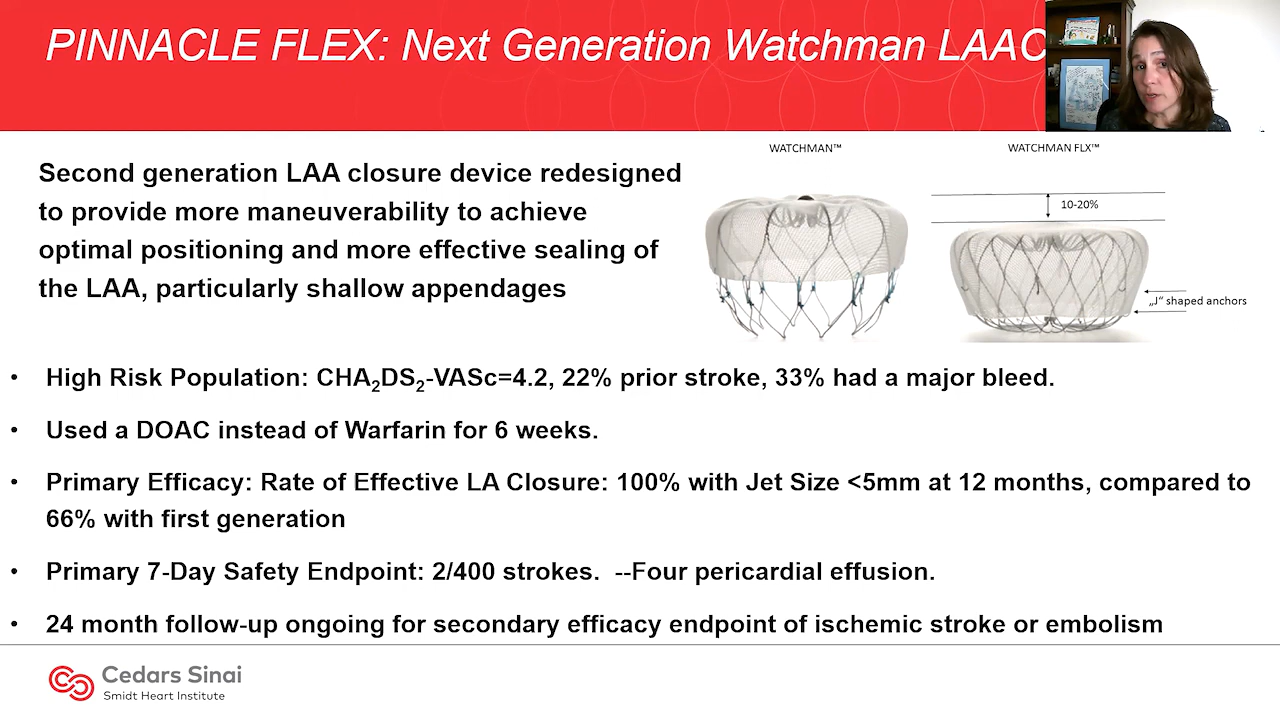 PINNACLE FLEX: Next Generation Watchman LAAC
WATCHMAN™
WATCHMAN FLX™
Second generation LAA closure device redesigned
to provide more maneuverability to achieve
optimal positioning and more effective sealing of
the LAA, particularly shallow appendages
10-20%
„J“ shaped anchors
• High Risk Population: CHA₂DS₂-VASc=4.2, 22% prior stroke, 33% had a major bleed.
• Used a DOAC instead of Warfarin for 6 weeks.
• Primary Efficacy: Rate of Effective LA Closure: 100% with Jet Size <5mm at 12 months, compared to
66% with first generation
• Primary 7-Day Safety Endpoint: 2/400 strokes. --Four pericardial effusion.
• 24 month follow-up ongoing for secondary efficacy endpoint of ischemic stroke or embolism
Cedars Sinai
Smidt Heart Institute